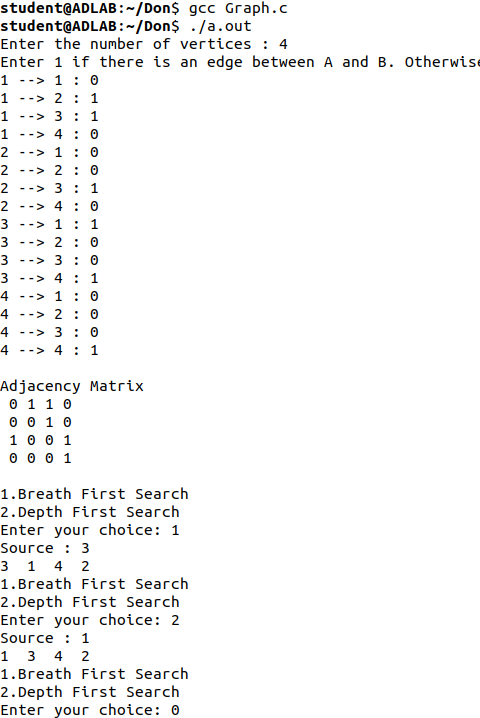 student@ADLAB:~/Don$ gcc Graph.c
student@ADLAB:~/Don$ ./a.out
Enter the number of vertices : 4
Enter 1 if there is an edge between A and B. Otherwise
1 --> 1 : 0
1 --> 2 : 1
1 --> 3 : 1
1 --> 4 : 0
2 --> 1 : 0
2 --> 2 : 0
2 --> 3 : 1
2 --> 4 : 0
3 --> 1 : 1
3 --> 2 : 0
3 --> 3 : 0
3 --> 4 : 1
4 --> 1 : 0
4 --> 2 : 0
4 --> 3 : 0
4 --> 4 : 1

Adjacency Matrix
 0 1 1 0
 0 0 1 0
 1 0 0 1
 0 0 0 1

1.Breath First Search
2.Depth First Search
Enter your choice: 1
Source : 3
3  1  4  2
1.Breath First Search
2.Depth First Search
Enter your choice: 2
Source : 1
1  3  4  2
1.Breath First Search
2.Depth First Search
Enter your choice: 0